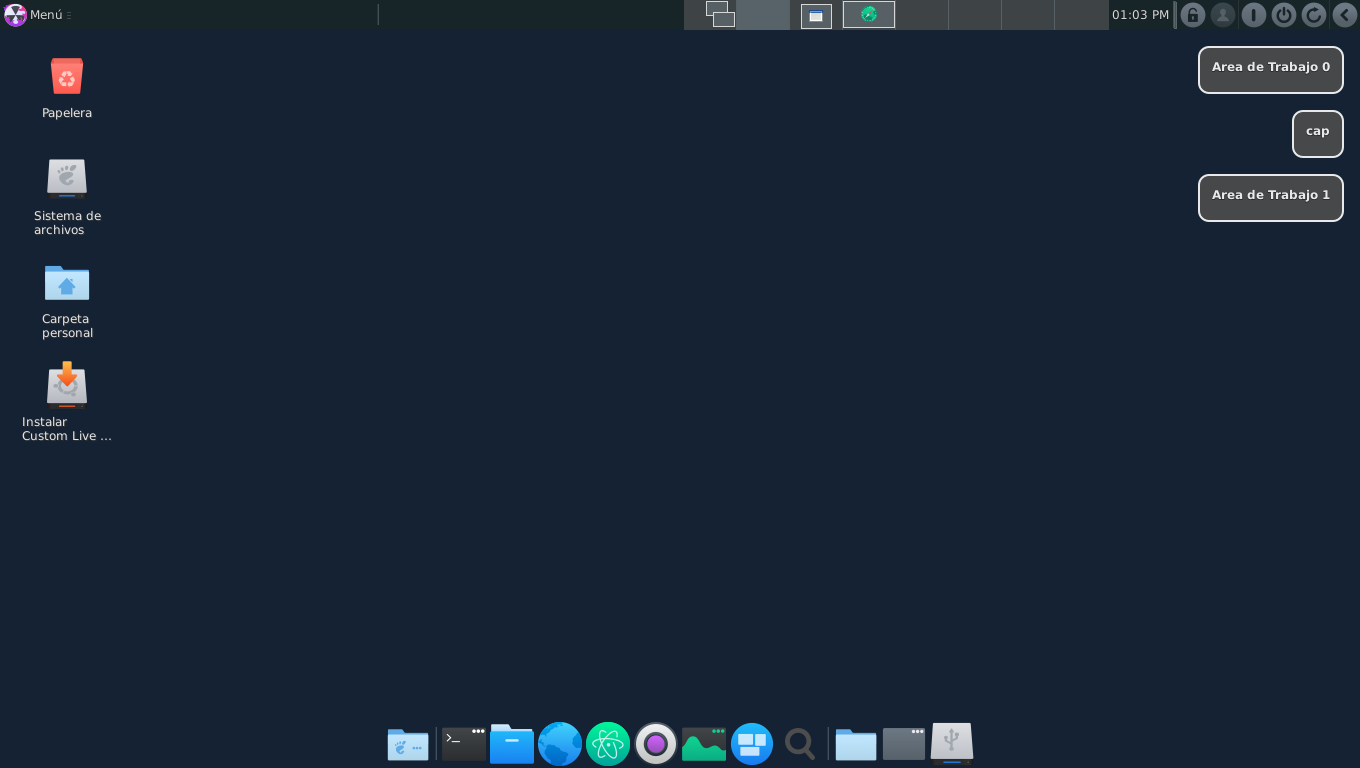 Menú
01:03 PM
Area de Trabajo 0
cap
Area de Trabajo 1
Papelera
Sistema de
archivos
Carpeta
personal
Instalar
Custom Live ...